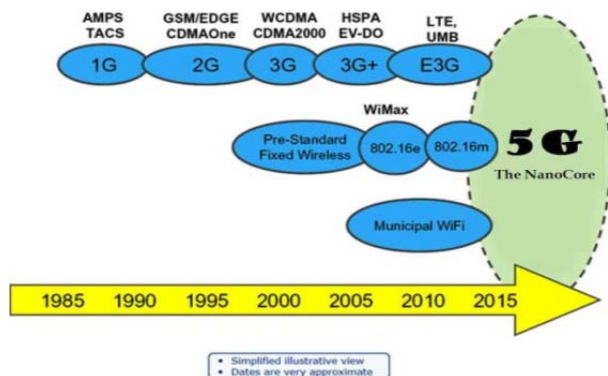 AMPS
TACS
GSM/EDGE
CDMAOne
WCDMA
CDMA2000
HSPA
EV-DO
LTE,
UMB
1G
2G
3G
3G+
E3G
WiMax
Pre-Standard
Fixed Wireless
802.16e
802.16m
5G
The NanoCore
Municipal WiFi
1985 1990 1995 2000 2005 2010 2015
• Simplified illustrative view
• Dates are very approximate